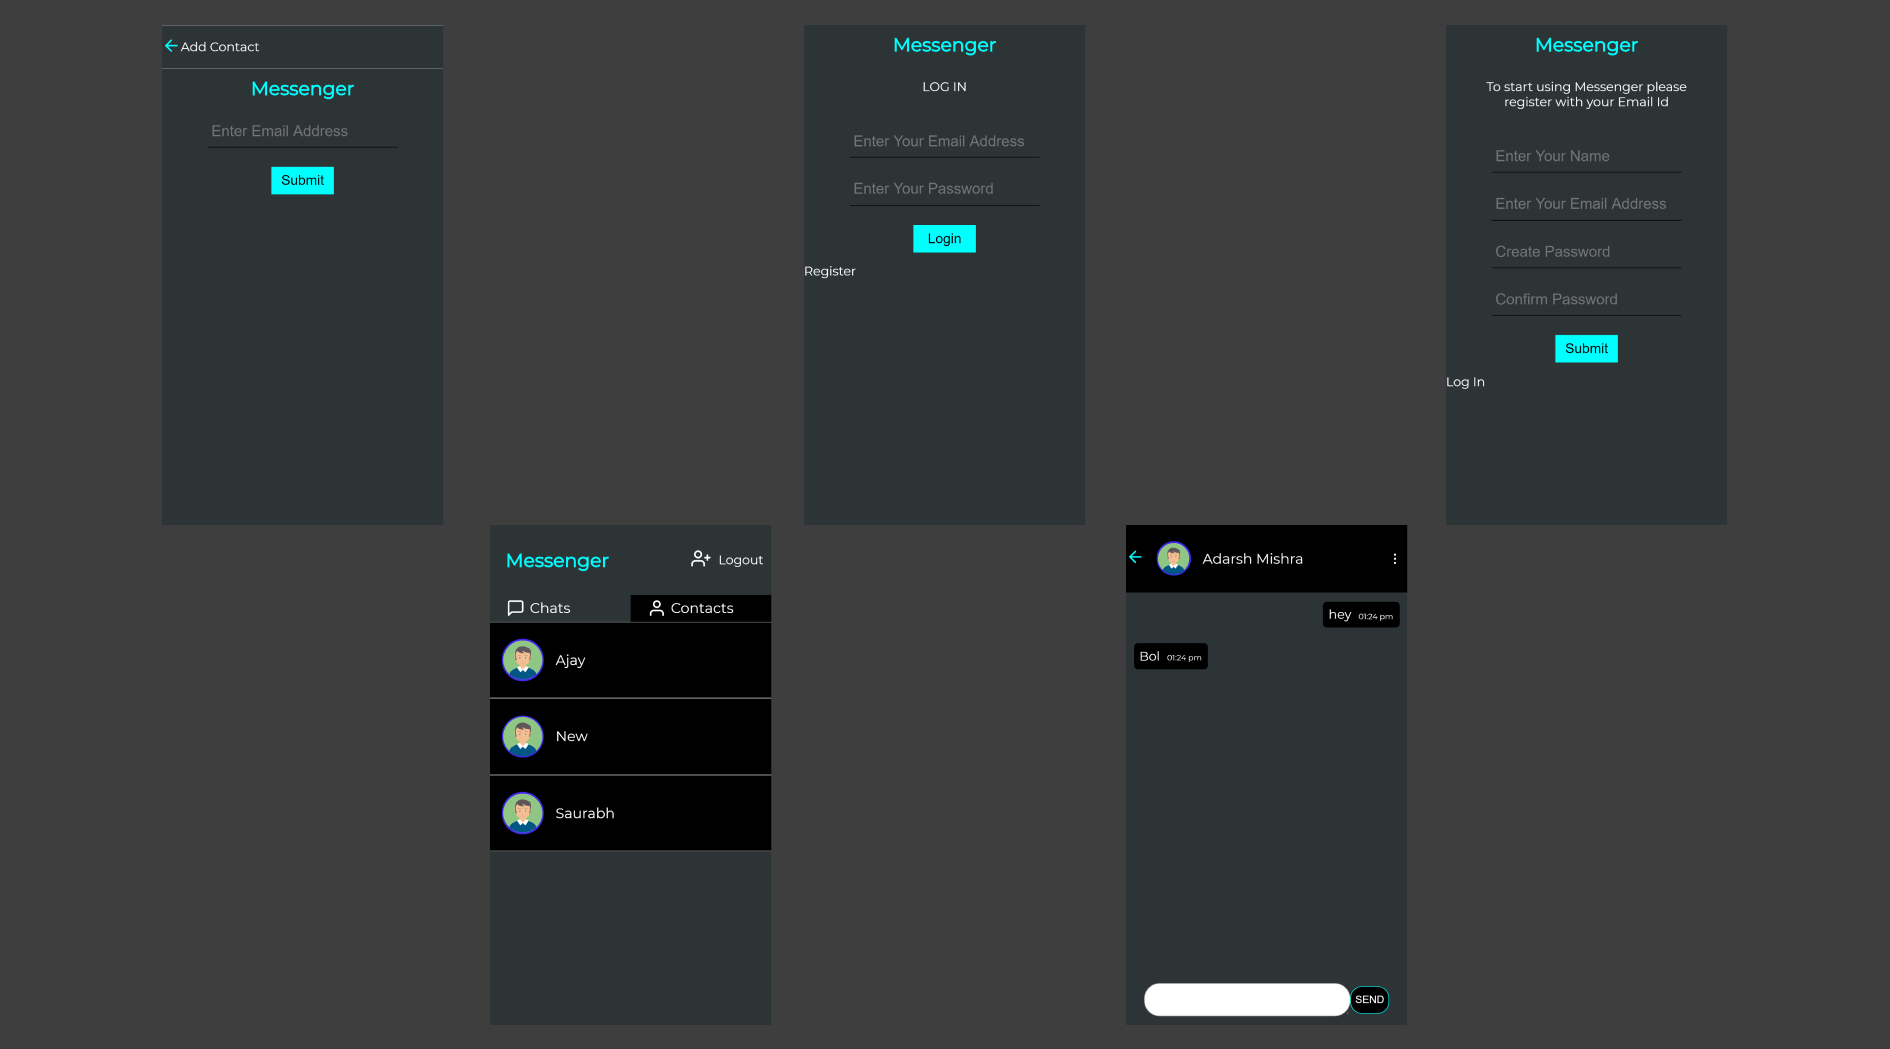 Add Contact
Messenger
Enter Email Address
Submit
Messenger
LOG IN
Enter Your Email Address
Enter Your Password
Login
Register
Messenger
To start using Messenger please
register with your Email Id
Enter Your Name
Enter Your Email Address
Create Password
Confirm Password
Submit
Log In
Messenger
Logout
Chats
Contacts
Ajay
New
Saurabh
Adarsh Mishra
hey 01:24 pm
Bol 01:24 pm
SEND